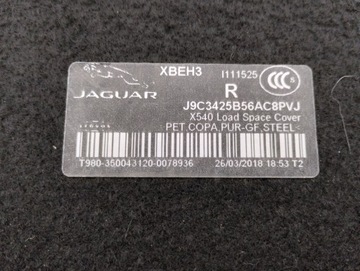 XBEH3
I111525
JAGUAR
R
J9C3425B56AC8PVJ
X540 Load Space Cover
PET,COPA,PUR-GF,STEEL<
T980-350043120-0078936
26/03/2018 18:53 T2